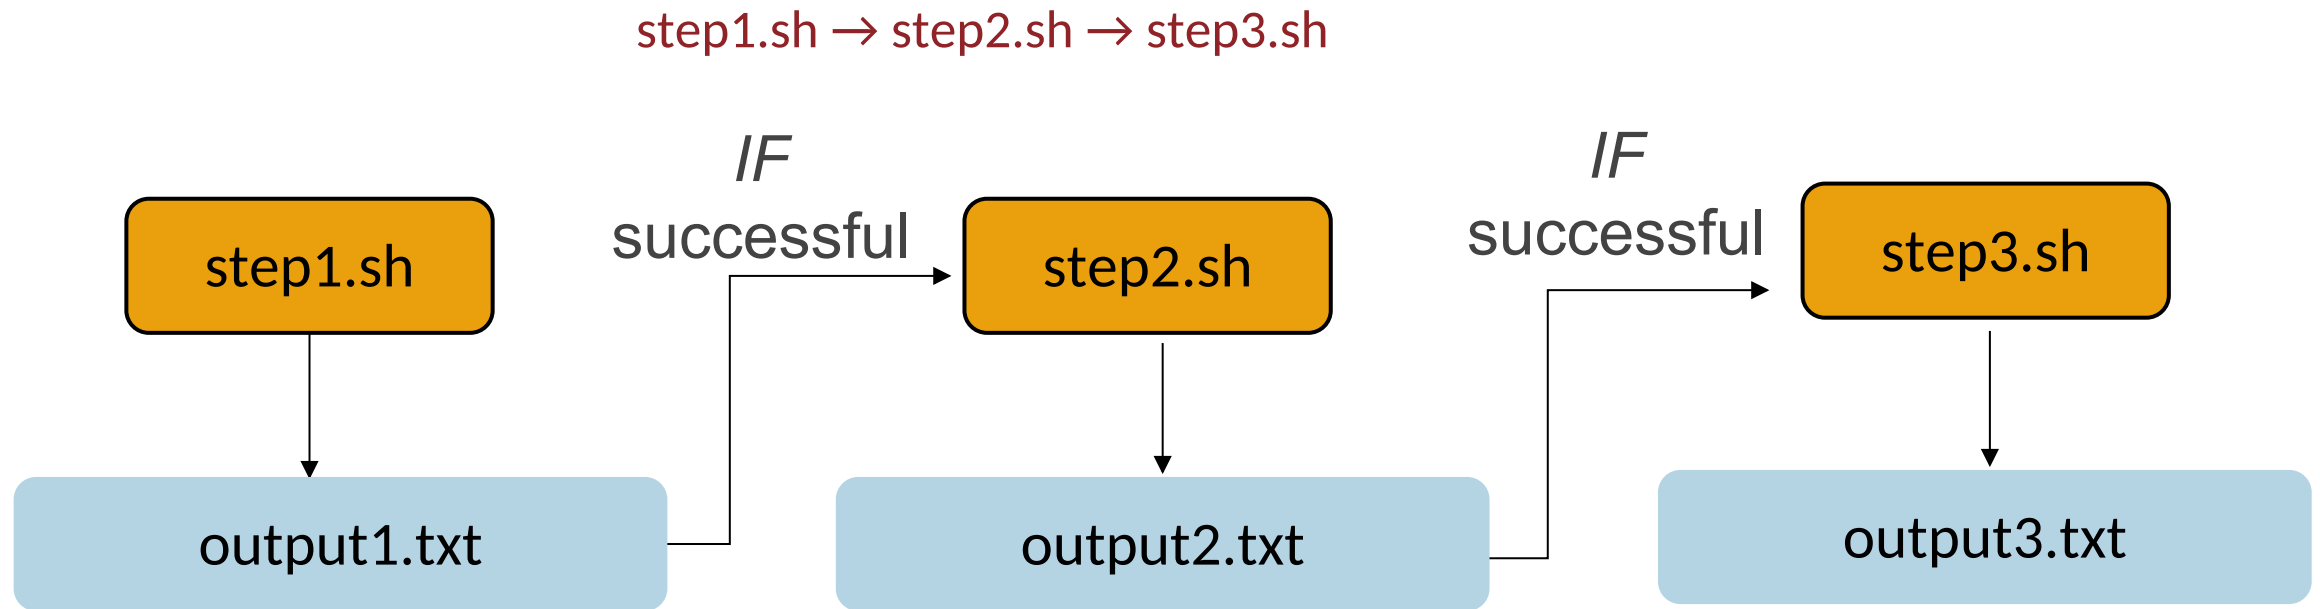 step1.sh → step2.sh → step3.sh
IF
successful
IF
successful
step1.sh
step2.sh
step3.sh
output1.txt
output2.txt
output3.txt